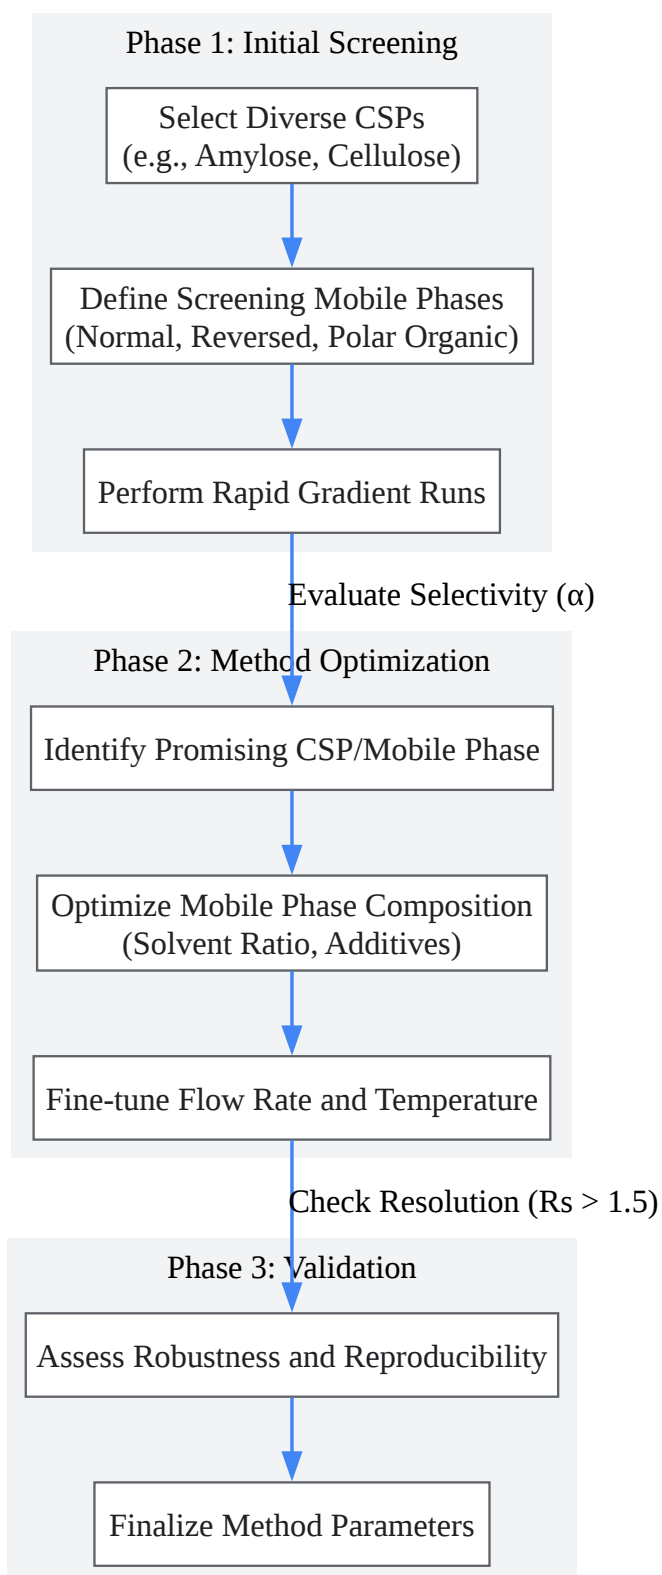 Phase 1: Initial Screening
Select Diverse CSPs
(e.g., Amylose, Cellulose)
Define Screening Mobile Phases
(Normal, Reversed, Polar Organic)
Perform Rapid Gradient Runs
Evaluate Selectivity (α)
Phase 2: Method Optimization
Identify Promising CSP/Mobile Phase
Optimize Mobile Phase Composition
(Solvent Ratio, Additives)
Fine-tune Flow Rate and Temperature
Check Resolution (Rs > 1.5)
Phase 3: Validation
Assess Robustness and Reproducibility
Finalize Method Parameters